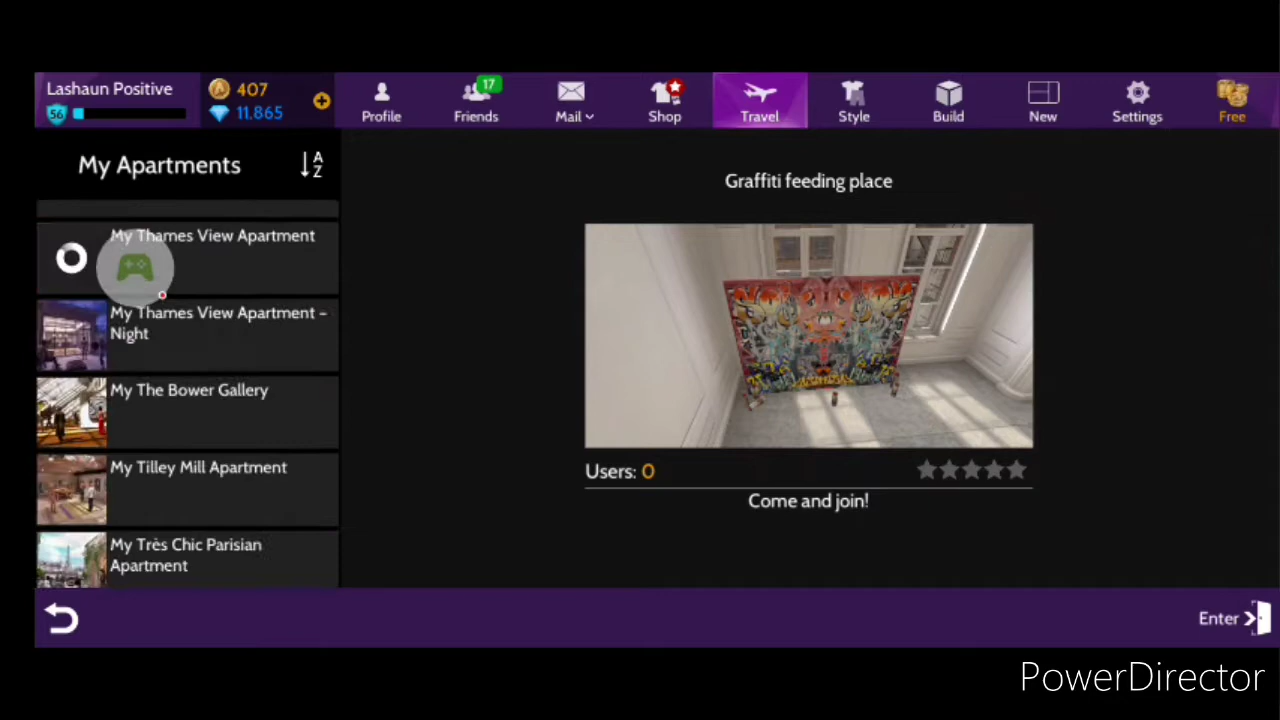 Lashaun Positive
56
407
11.865
Profile
17
Friends
Mail
Shop
Travel
Style
Build
New
Settings
Free
My Apartments
A
Z
Graffiti feeding place
My Thames View Apartment
My Thames View Apartment –
Night
My The Bower Gallery
My Tilley Mill Apartment
My Très Chic Parisian
Apartment
Users: 0
Come and join!
Enter
PowerDirector